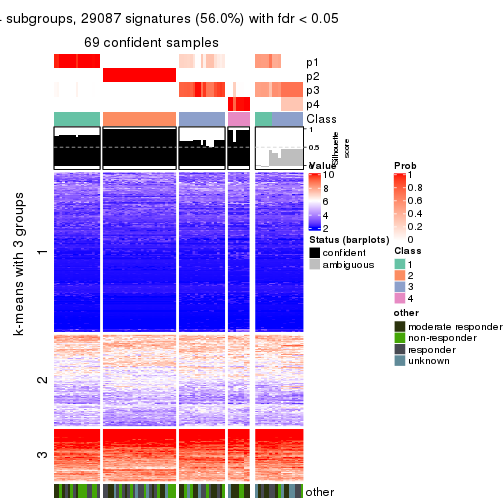 subgroups, 29087 signatures (56.0%) with fdr < 0.05
69 confident samples
p1
p2
p3
p4
Class
1
0.5
0
Silhouette
score
k-means with 3 groups
1
2
3
other
Value
10
8
6
4
2
Status (barplots)
confident
ambiguous
Prob
1
0.8
0.6
0.4
0.2
0
Class
1
2
3
4
other
moderate responder
non-responder
responder
unknown